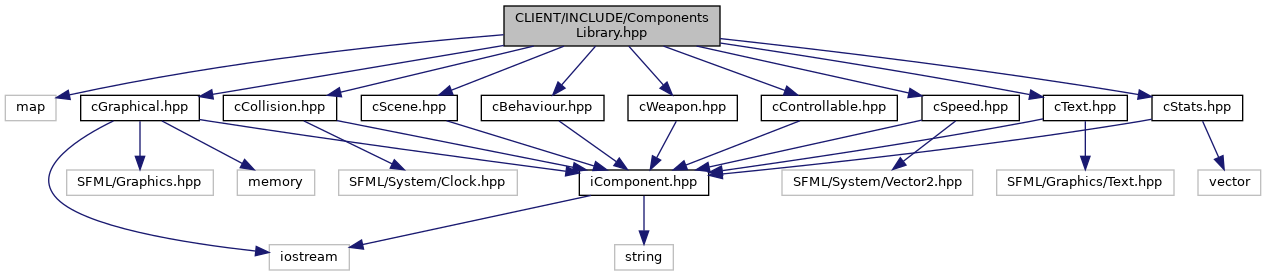 CLIENT/INCLUDE/Components
Library.hpp
map
cGraphical.hpp
cCollision.hpp
cScene.hpp
cBehaviour.hpp
cWeapon.hpp
cControllable.hpp
cSpeed.hpp
cText.hpp
cStats.hpp
SFML/Graphics.hpp
memory
SFML/System/Clock.hpp
iComponent.hpp
SFML/System/Vector2.hpp
SFML/Graphics/Text.hpp
vector
iostream
string